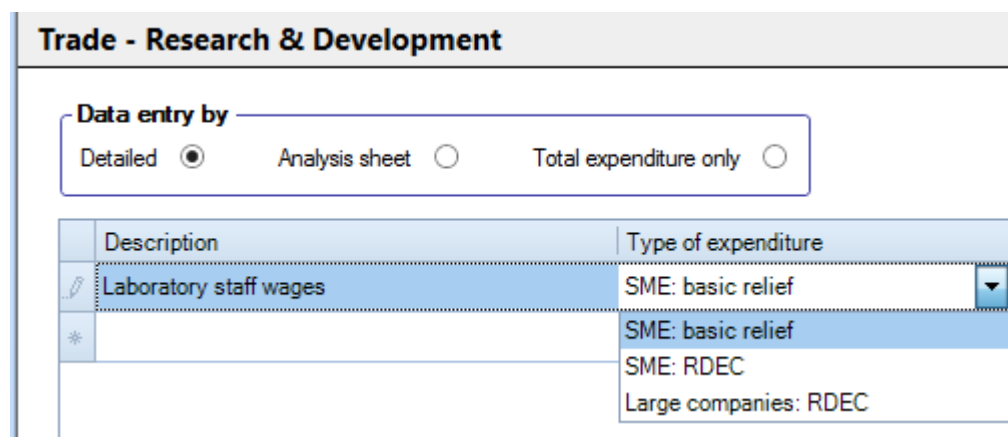 Trade - Research & Development
Data entry by
Detailed Analysis sheet Total expenditure only
Description Type of expenditure
Laboratory staff wages SME: basic relief
SME: basic relief
SME: RDEC
Large companies: RDEC